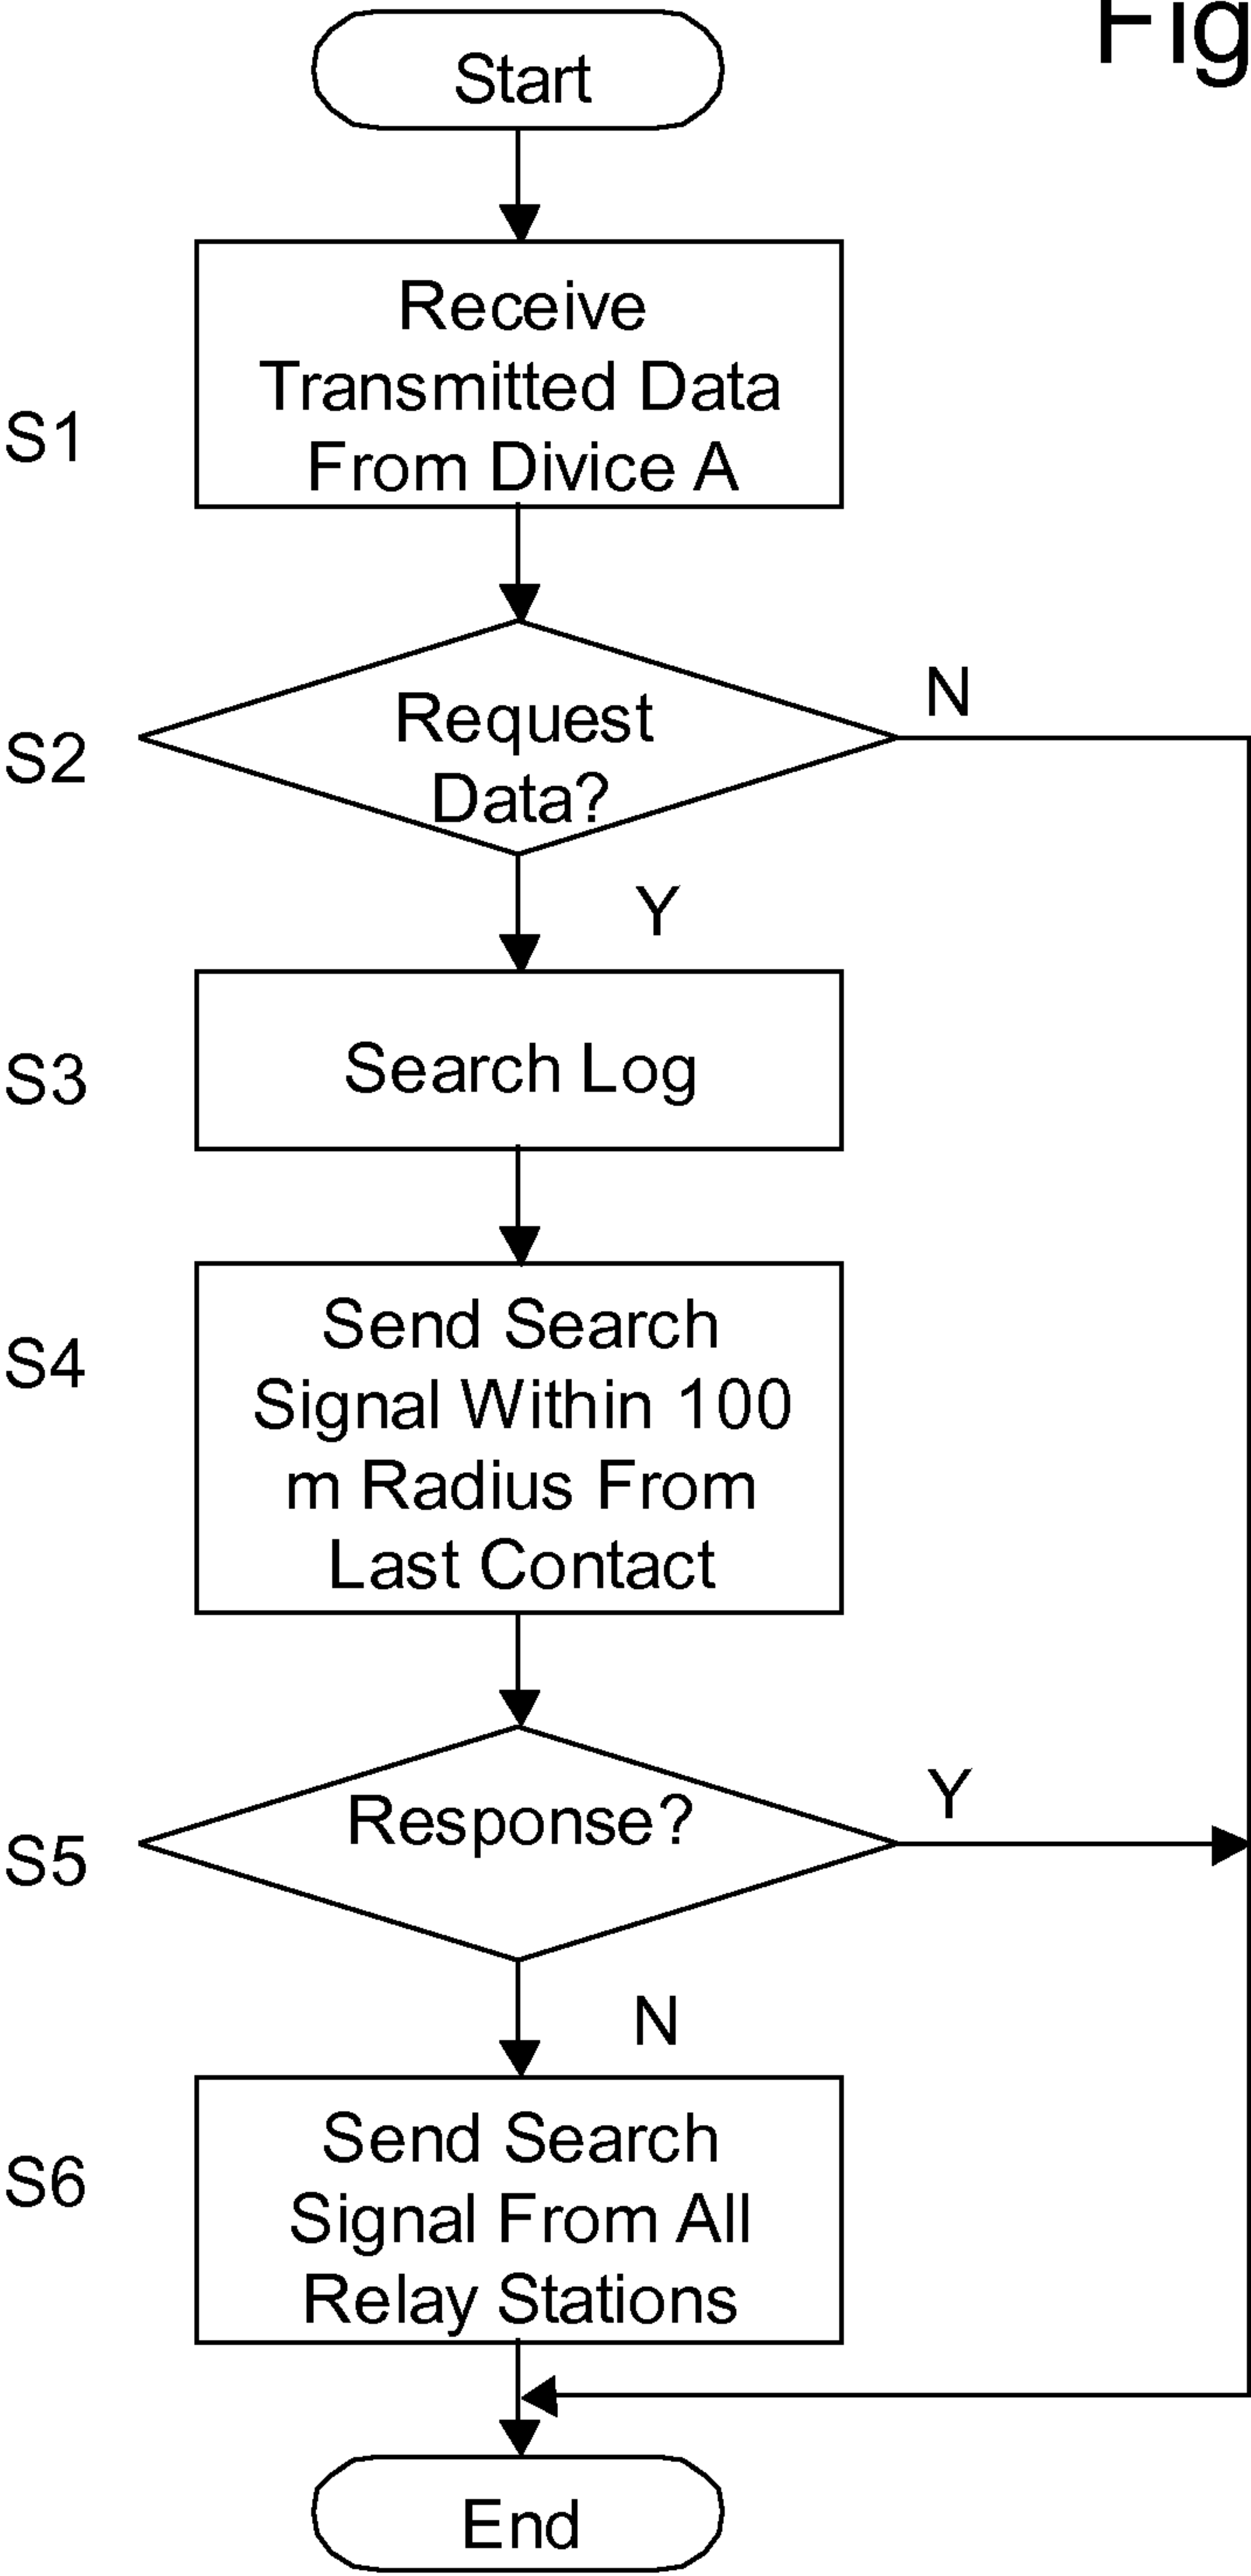 Fig
Start
S1
Receive
Transmitted Data
From Divice A
S2
Request
Data?
N
Y
S3
Search Log
S4
Send Search
Signal Within 100
m Radius From
Last Contact
S5
Response?
Y
N
S6
Send Search
Signal From All
Relay Stations
End